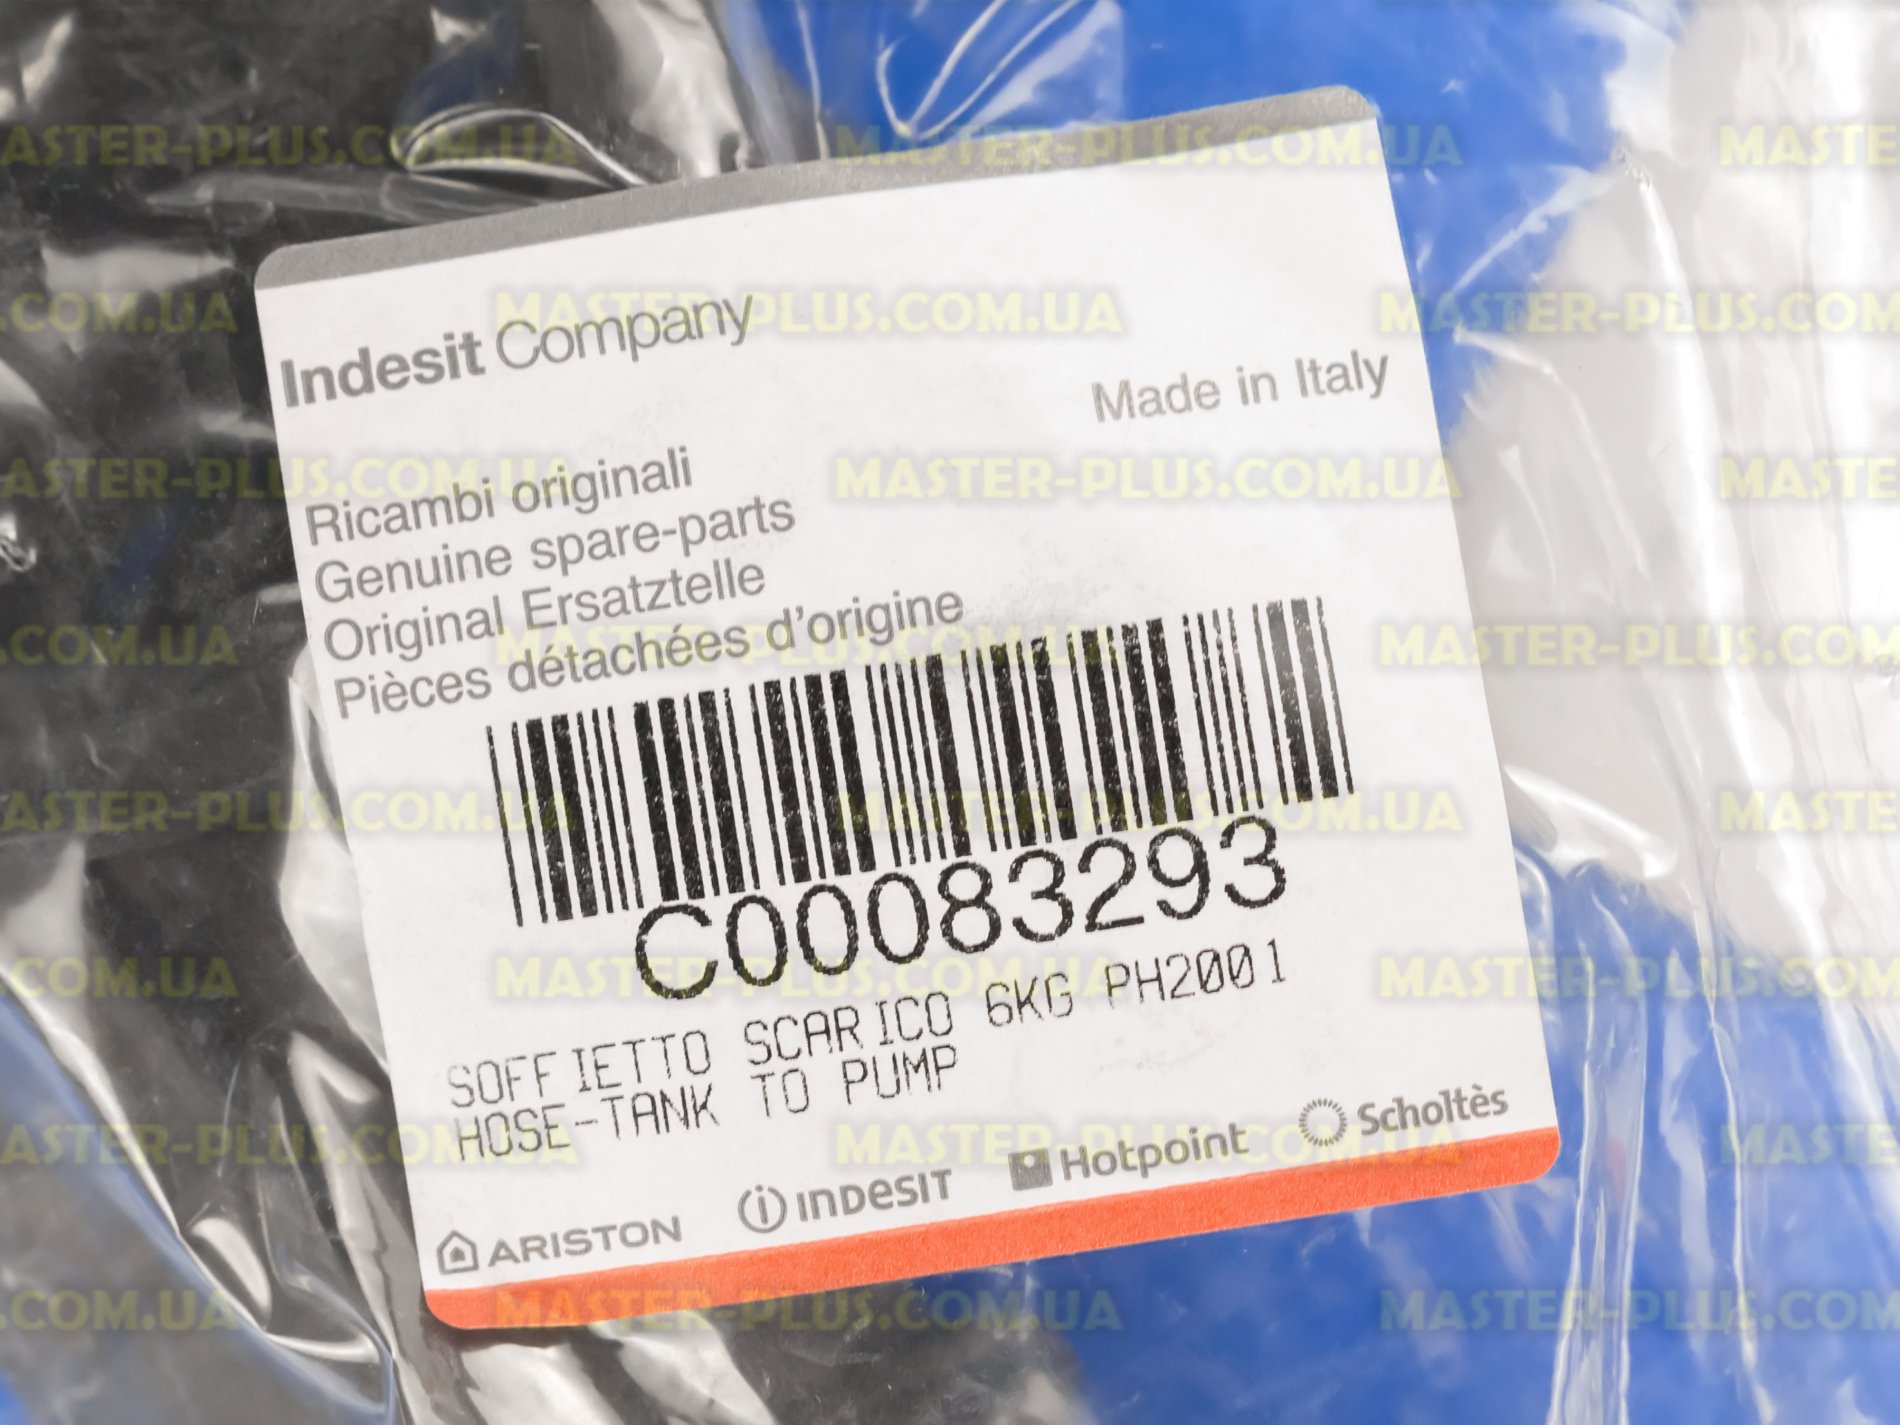 Indesit Company
Made in Italy
Ricambi originali
Genuine spare-parts
Original Ersatztelle
Pièces détachées d'origine
C00083293
SOFFIETTO SCARICO 6KG PH2001
HOSE-TANK TO PUMP
ARISTON INDESIT Hotpoint Scholtès
MASTER-PLUS.COM.UA